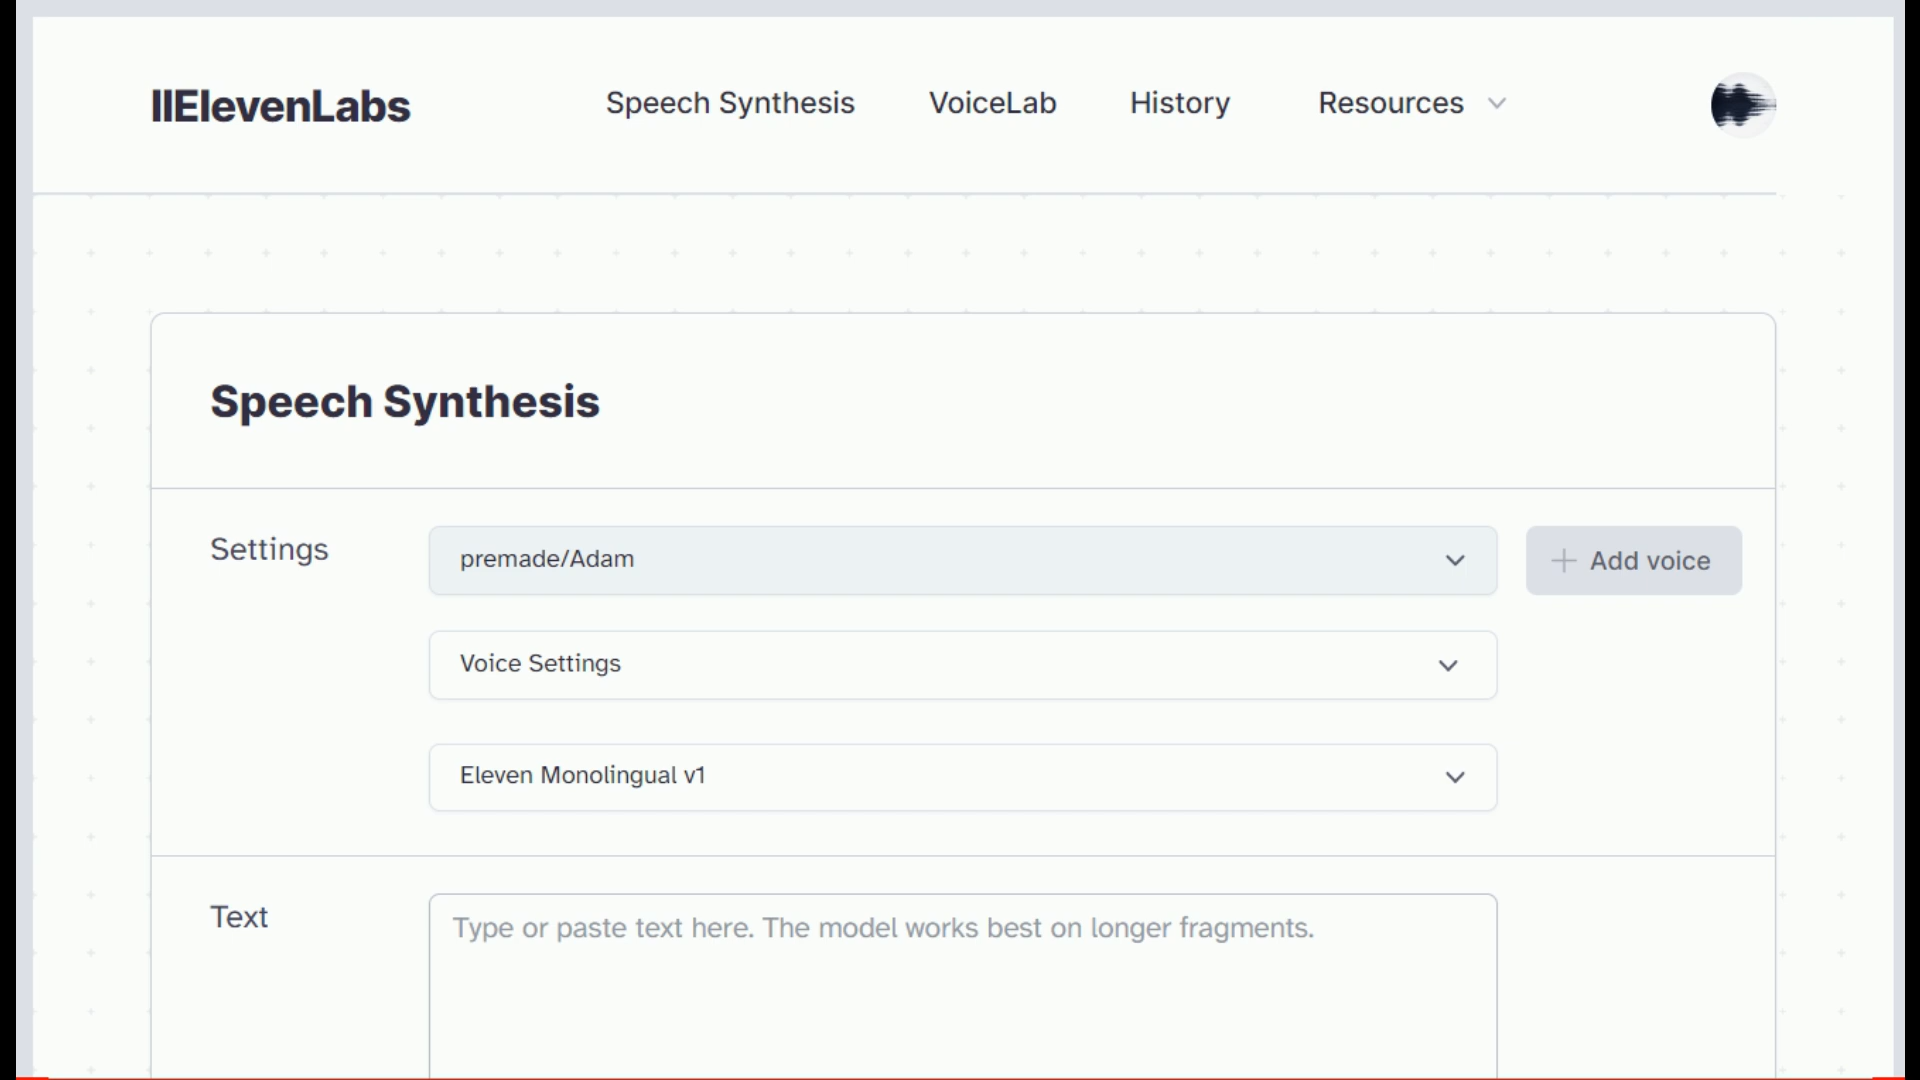 IIElevenLabs
Speech Synthesis
VoiceLab
History
Resources
Speech Synthesis
Settings
premade/Adam
Add voice
Voice Settings
Eleven Monolingual v1
Text
Type or paste text here. The model works best on longer fragments.